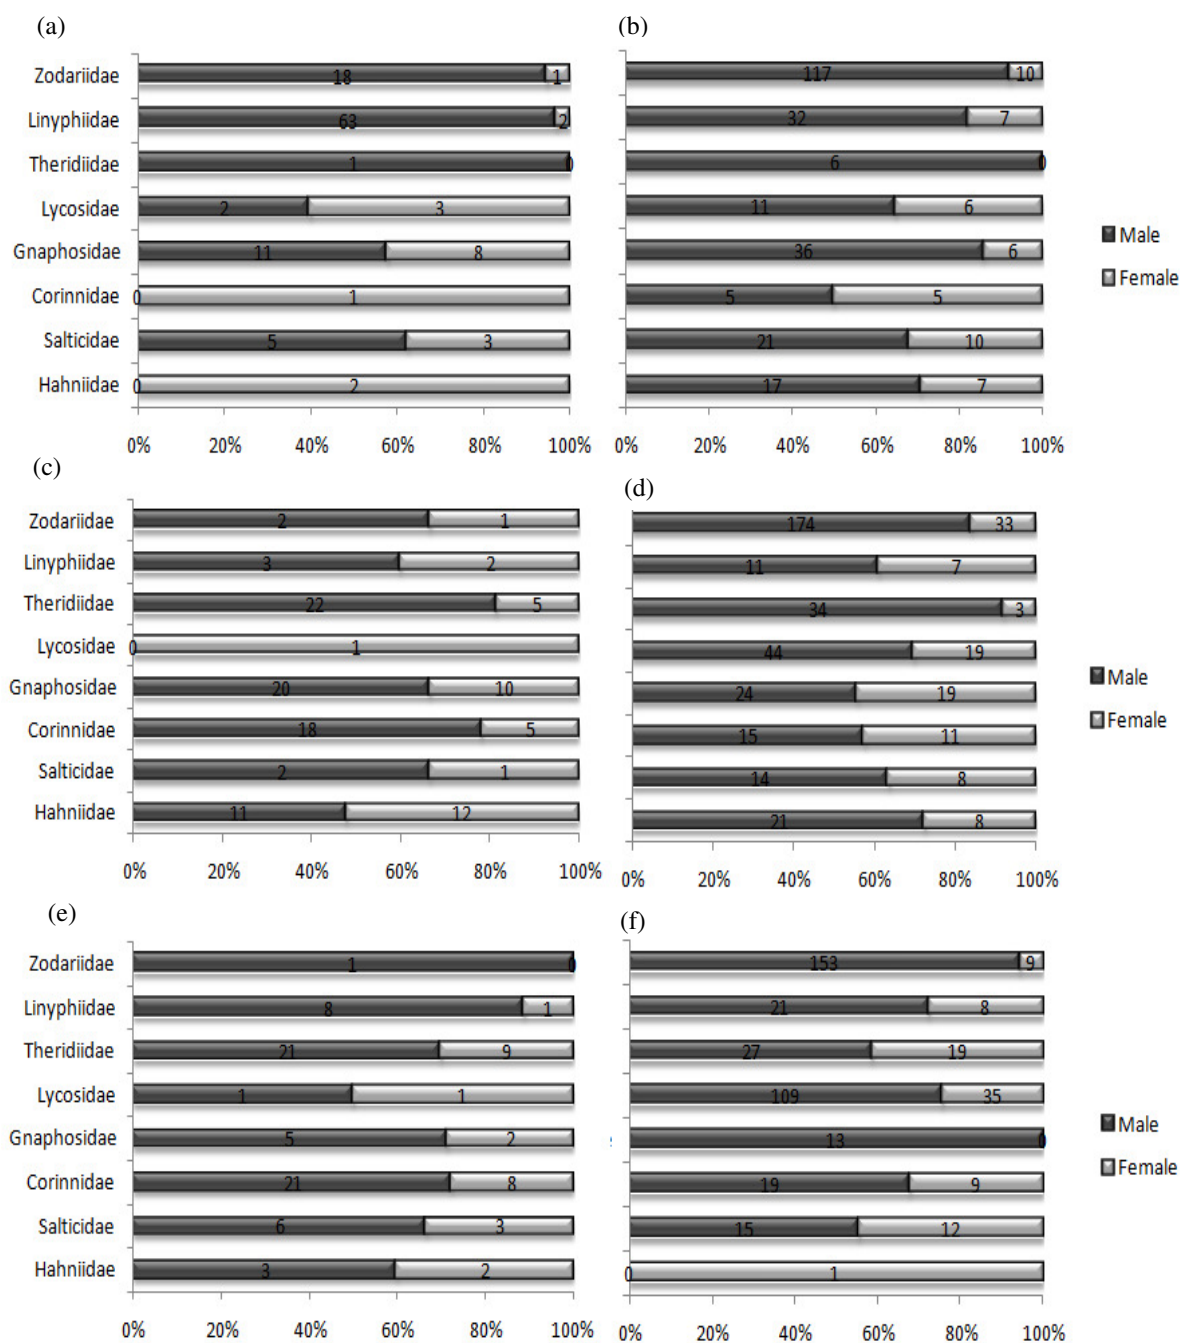 (a)
(b)
Zodariidae 18 1 117 10
Linyphiidae 63 2 32 7
Theridiidae 1 0 6 0
Lycosidae 2 3 11 6
Gnaphosidae 11 8 36 6
Corinnidae 0 1 5 5
Salticidae 5 3 21 10
Hahniidae 0 2 17 7
Male
Female
0% 20% 40% 60% 80% 100% 0% 20% 40% 60% 80% 100%
(c)
(d)
Zodariidae 2 1 174 33
Linyphiidae 3 2 11 7
Theridiidae 22 5 34 3
Lycosidae 0 1 44 19
Gnaphosidae 20 10 24 19
Corinnidae 18 5 15 11
Salticidae 2 1 14 8
Hahniidae 11 12 21 8
Male
Female
0% 20% 40% 60% 80% 100% 0% 20% 40% 60% 80% 100%
(e)
(f)
Zodariidae 1 0 153 9
Linyphiidae 8 1 21 8
Theridiidae 21 9 27 19
Lycosidae 1 1 109 35
Gnaphosidae 5 2 13 0
Corinnidae 21 8 19 9
Salticidae 6 3 15 12
Hahniidae 3 2 0 1
Male
Female
0% 20% 40% 60% 80% 100% 0% 20% 40% 60% 80% 100%